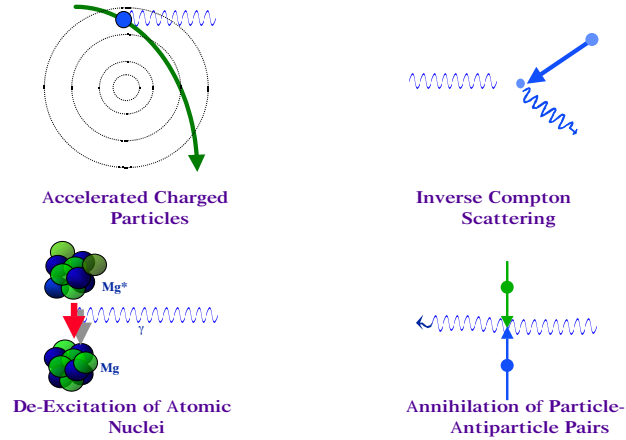 Accelerated Charged
Particles
Inverse Compton
Scattering
Mg*
γ
Mg
De-Excitation of Atomic
Nuclei
Annihilation of Particle-
Antiparticle Pairs